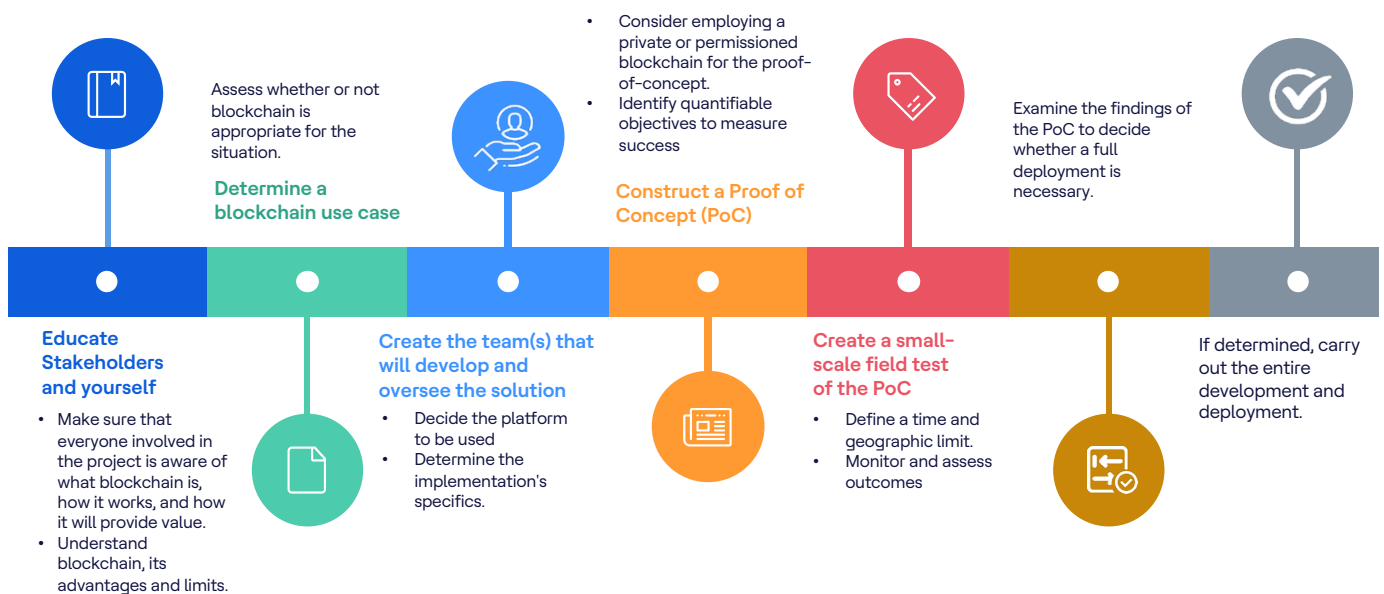 Educate
Stakeholders
and yourself
• Make sure that
everyone involved in
the project is aware of
what blockchain is,
how it works, and how
it will provide value.
• Understand
blockchain, its
advantages and limits.
Assess whether or not
blockchain is
appropriate for the
situation.
Determine a
blockchain use case
Create the team(s) that
will develop and
oversee the solution
• Decide the platform
to be used
• Determine the
implementation's
specifics.
• Consider employing a
private or permissioned
blockchain for the proof-
of-concept.
• Identify quantifiable
objectives to measure
success
Construct a Proof of
Concept (PoC)
Create a small-
scale field test
of the PoC
• Define a time and
geographic limit.
• Monitor and assess
outcomes
Examine the findings of
the PoC to decide
whether a full
deployment is
necessary.
If determined, carry
out the entire
development and
deployment.